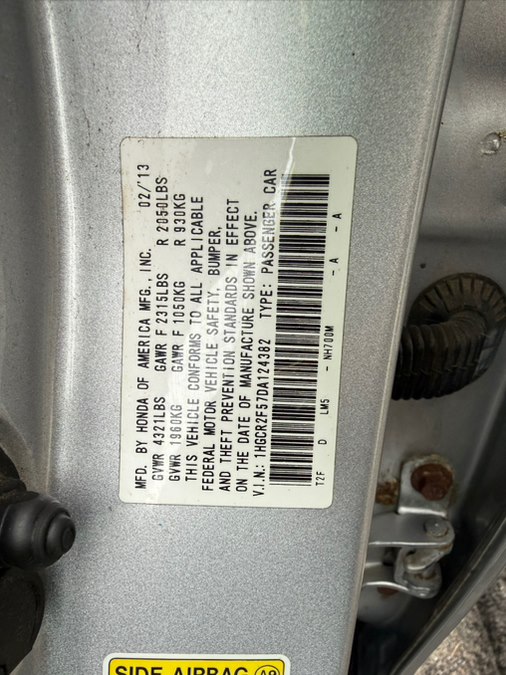 MFD. BY HONDA OF AMERICA MFG., INC. 02/'13
GVWR 4321LBS GAWR F 2315LBS R 2050LBS
GVWR 1960KG GAWR F 1050KG R 930KG
THIS VEHICLE CONFORMS TO ALL APPLICABLE
FEDERAL MOTOR VEHICLE SAFETY, BUMPER,
AND THEFT PREVENTION STANDARDS IN EFFECT
ON THE DATE OF MANUFACTURE SHOWN ABOVE.
V.I.N.: 1HGCR2F57DA124382 TYPE: PASSENGER CAR
T2F D LM5 - NH700M - A - A
SIDE AIRBAG